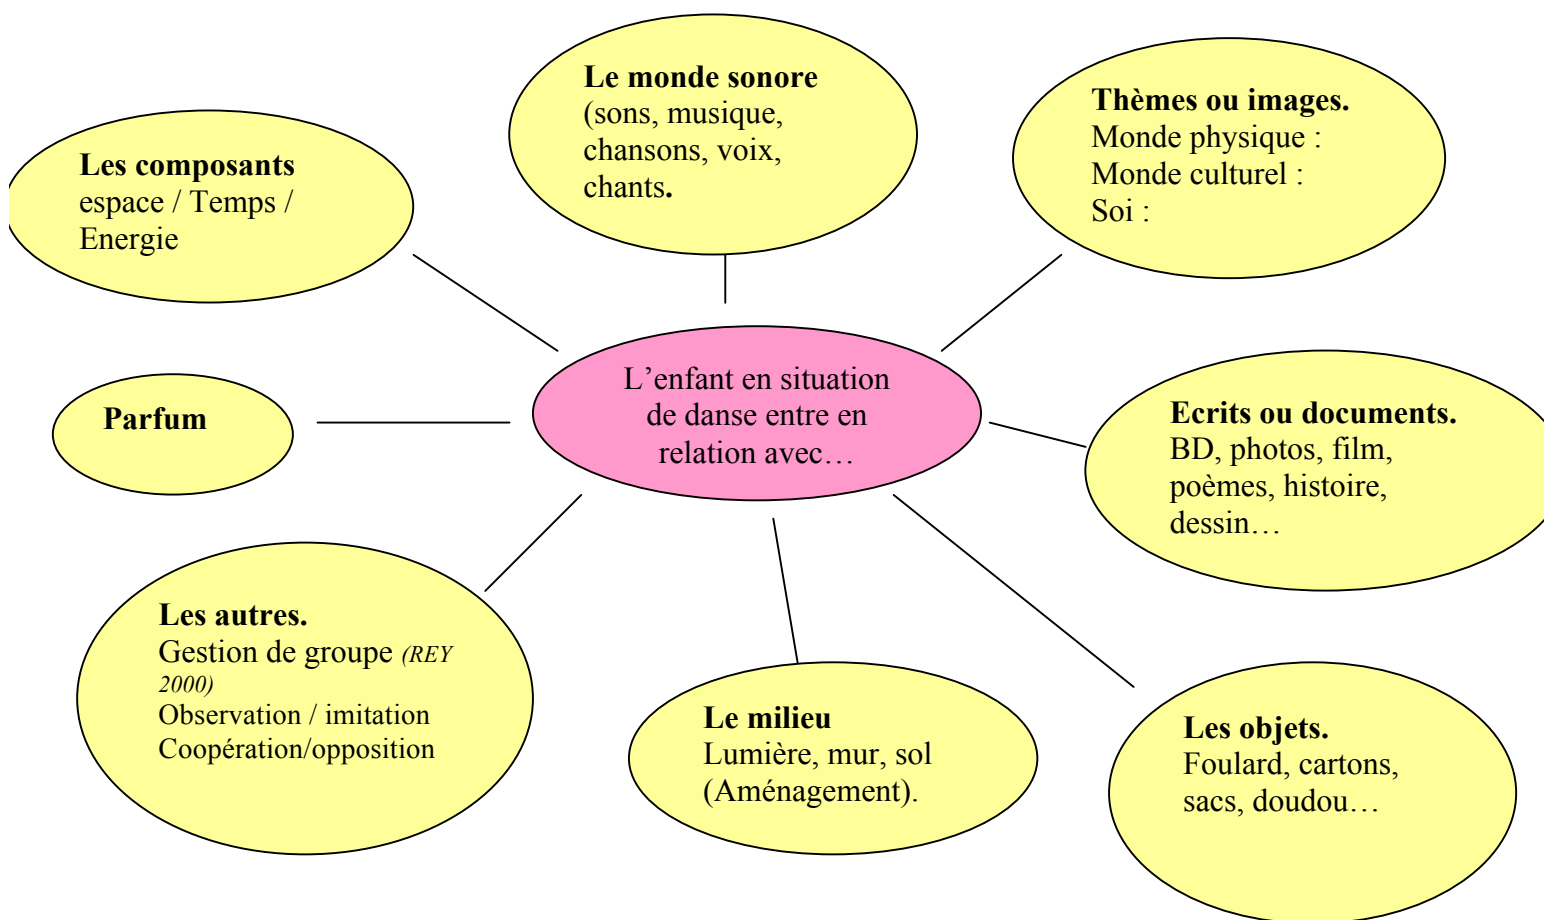 Le monde sonore
(sons, musique,
chansons, voix,
chants.
Thèmes ou images.
Monde physique :
Monde culturel :
Soi :
Les composants
espace / Temps /
Energie
L’enfant en situation
de danse entre en
relation avec…
Parfum
Ecrits ou documents.
BD, photos, film,
poèmes, histoire,
dessin…
Les autres.
Gestion de groupe (REY
2000)
Observation / imitation
Coopération/opposition
Le milieu
Lumière, mur, sol
(Aménagement).
Les objets.
Foulard, cartons,
sacs, doudou…